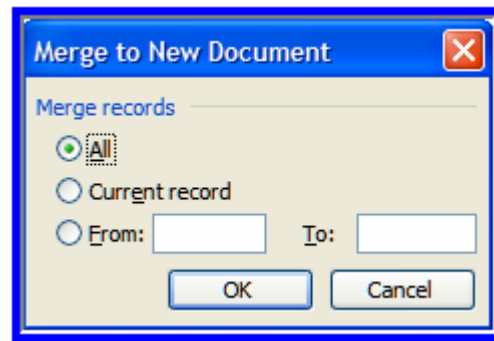 Merge to New Document
Merge records
All
Current record
From: To:
OK Cancel